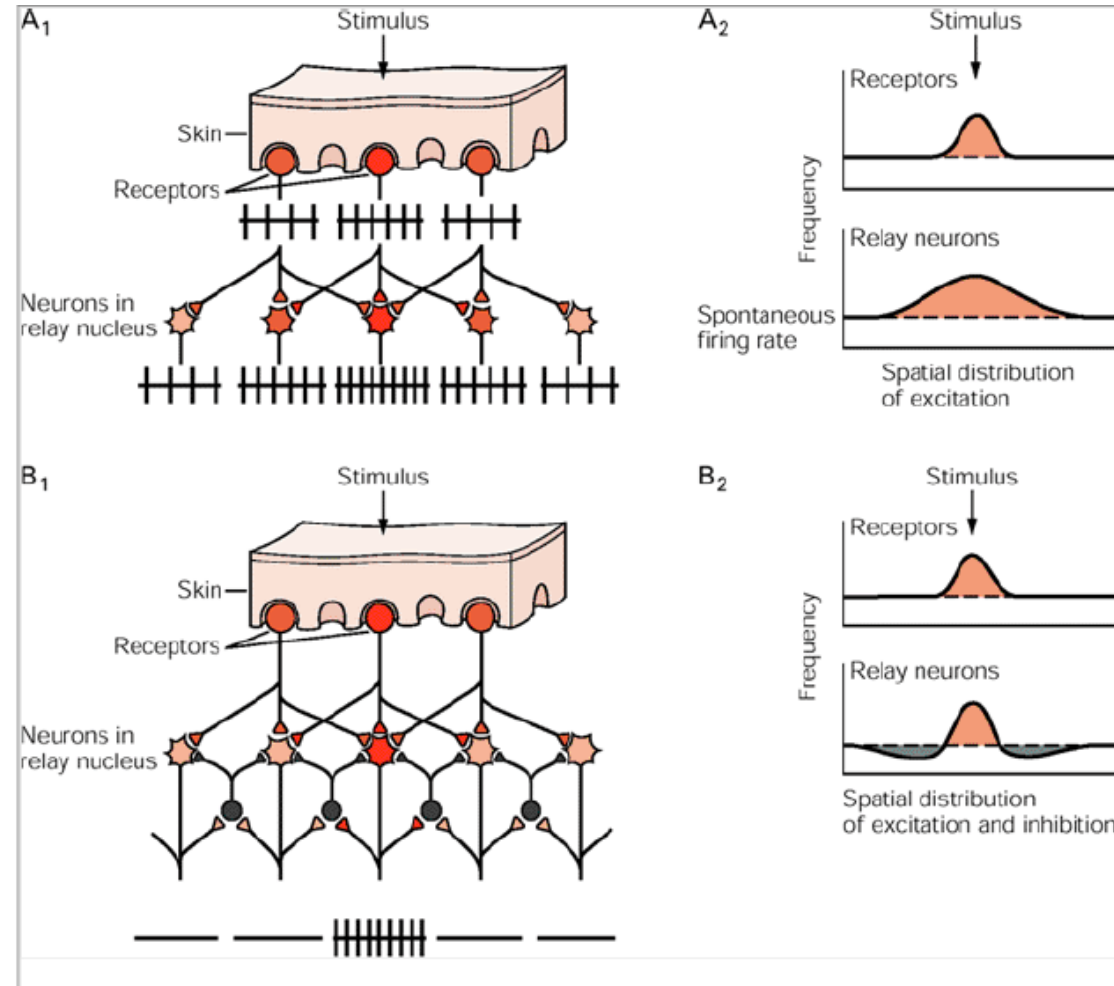 A1
Stimulus
Skin
Receptors
Neurons in
relay nucleus
A2
Stimulus
Receptors
Frequency
Relay neurons
Spontaneous
firing rate
Spatial distribution
of excitation
B1
Stimulus
Skin
Receptors
Neurons in
relay nucleus
B2
Stimulus
Receptors
Frequency
Relay neurons
Spatial distribution
of excitation and inhibition